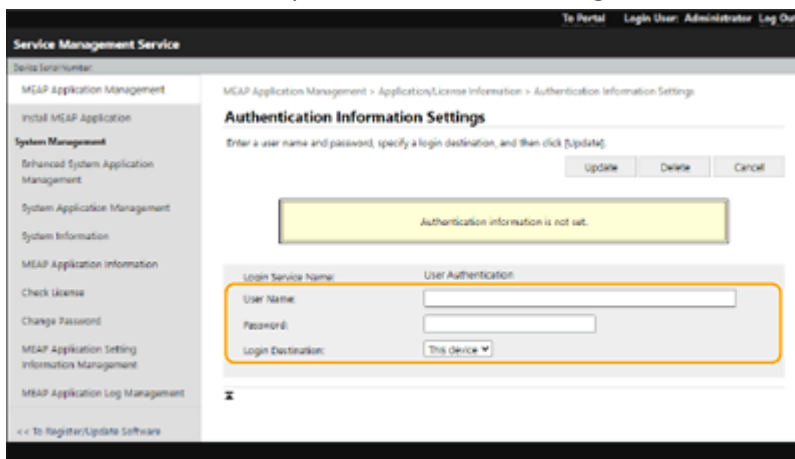 To Portal Login User: Administrator Log Out
Service Management Service
Device Serial Number:
MEAP Application Management
MEAP Application Management > Application/License Information > Authentication Information Settings
Install MEAP Application
Authentication Information Settings
System Management
Enter a user name and password, specify a login destination, and then click [Update].
Enhanced System Application
Management
Update Delete Cancel
System Application Management
Authentication information is not set.
System Information
MEAP Application Information
Login Service Name: User Authentication
Check License
User Name:
Change Password
Password:
MEAP Application Setting
Information Management
Login Destination: This device
MEAP Application Log Management
<< To Register/Update Software